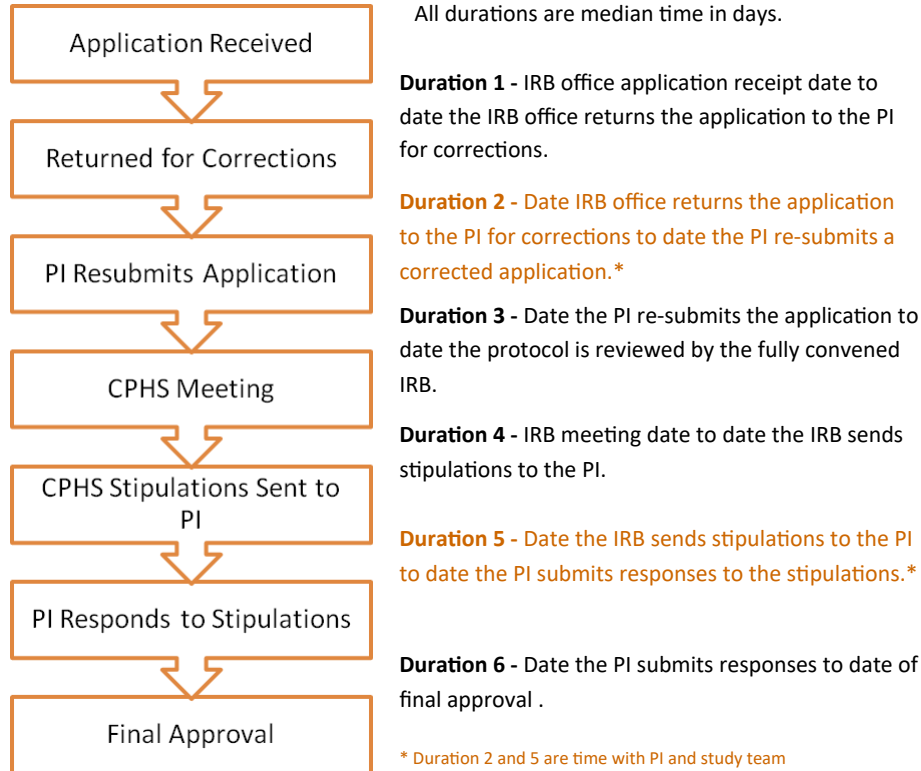 All durations are median time in days.
Application Received
Duration 1 - IRB office application receipt date to
date the IRB office returns the application to the PI
for corrections.
Returned for Corrections
Duration 2 - Date IRB office returns the application
to the PI for corrections to date the PI re-submits a
corrected application.*
PI Resubmits Application
Duration 3 - Date the PI re-submits the application to
date the protocol is reviewed by the fully convened
IRB.
CPHS Meeting
Duration 4 - IRB meeting date to date the IRB sends
stipulations to the PI.
CPHS Stipulations Sent to
PI
Duration 5 - Date the IRB sends stipulations to the PI
to date the PI submits responses to the stipulations.*
PI Responds to Stipulations
Duration 6 - Date the PI submits responses to date of
final approval .
Final Approval
* Duration 2 and 5 are time with PI and study team